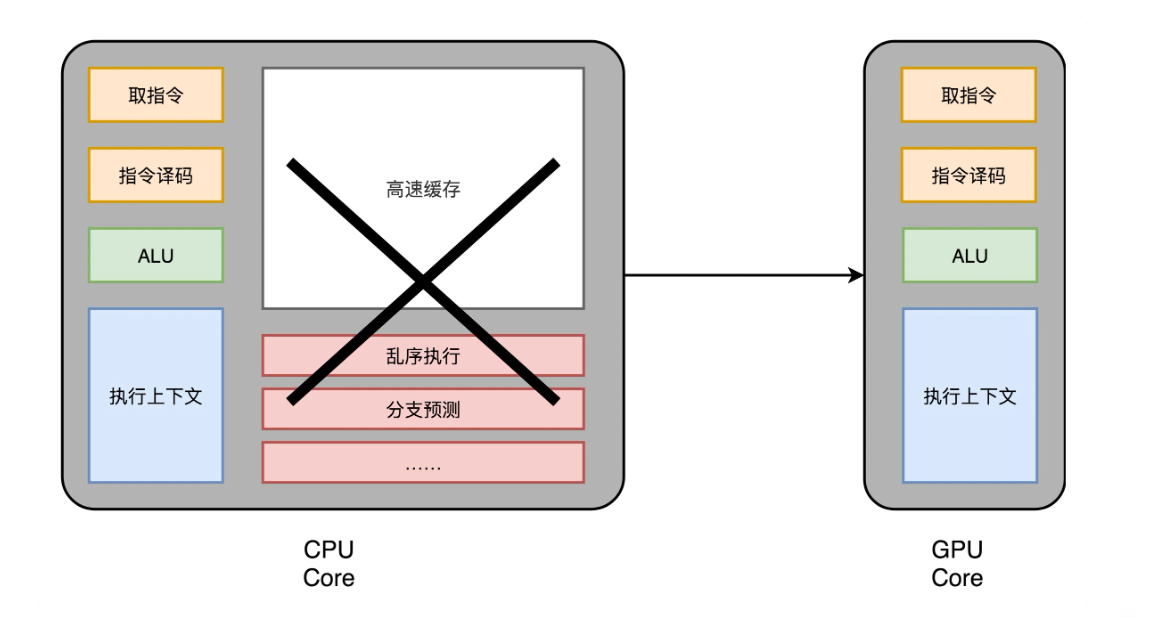 取指令
指令译码
ALU
执行上下文
高速缓存
乱序执行
分支预测
......
CPU
Core
取指令
指令译码
ALU
执行上下文
GPU
Core